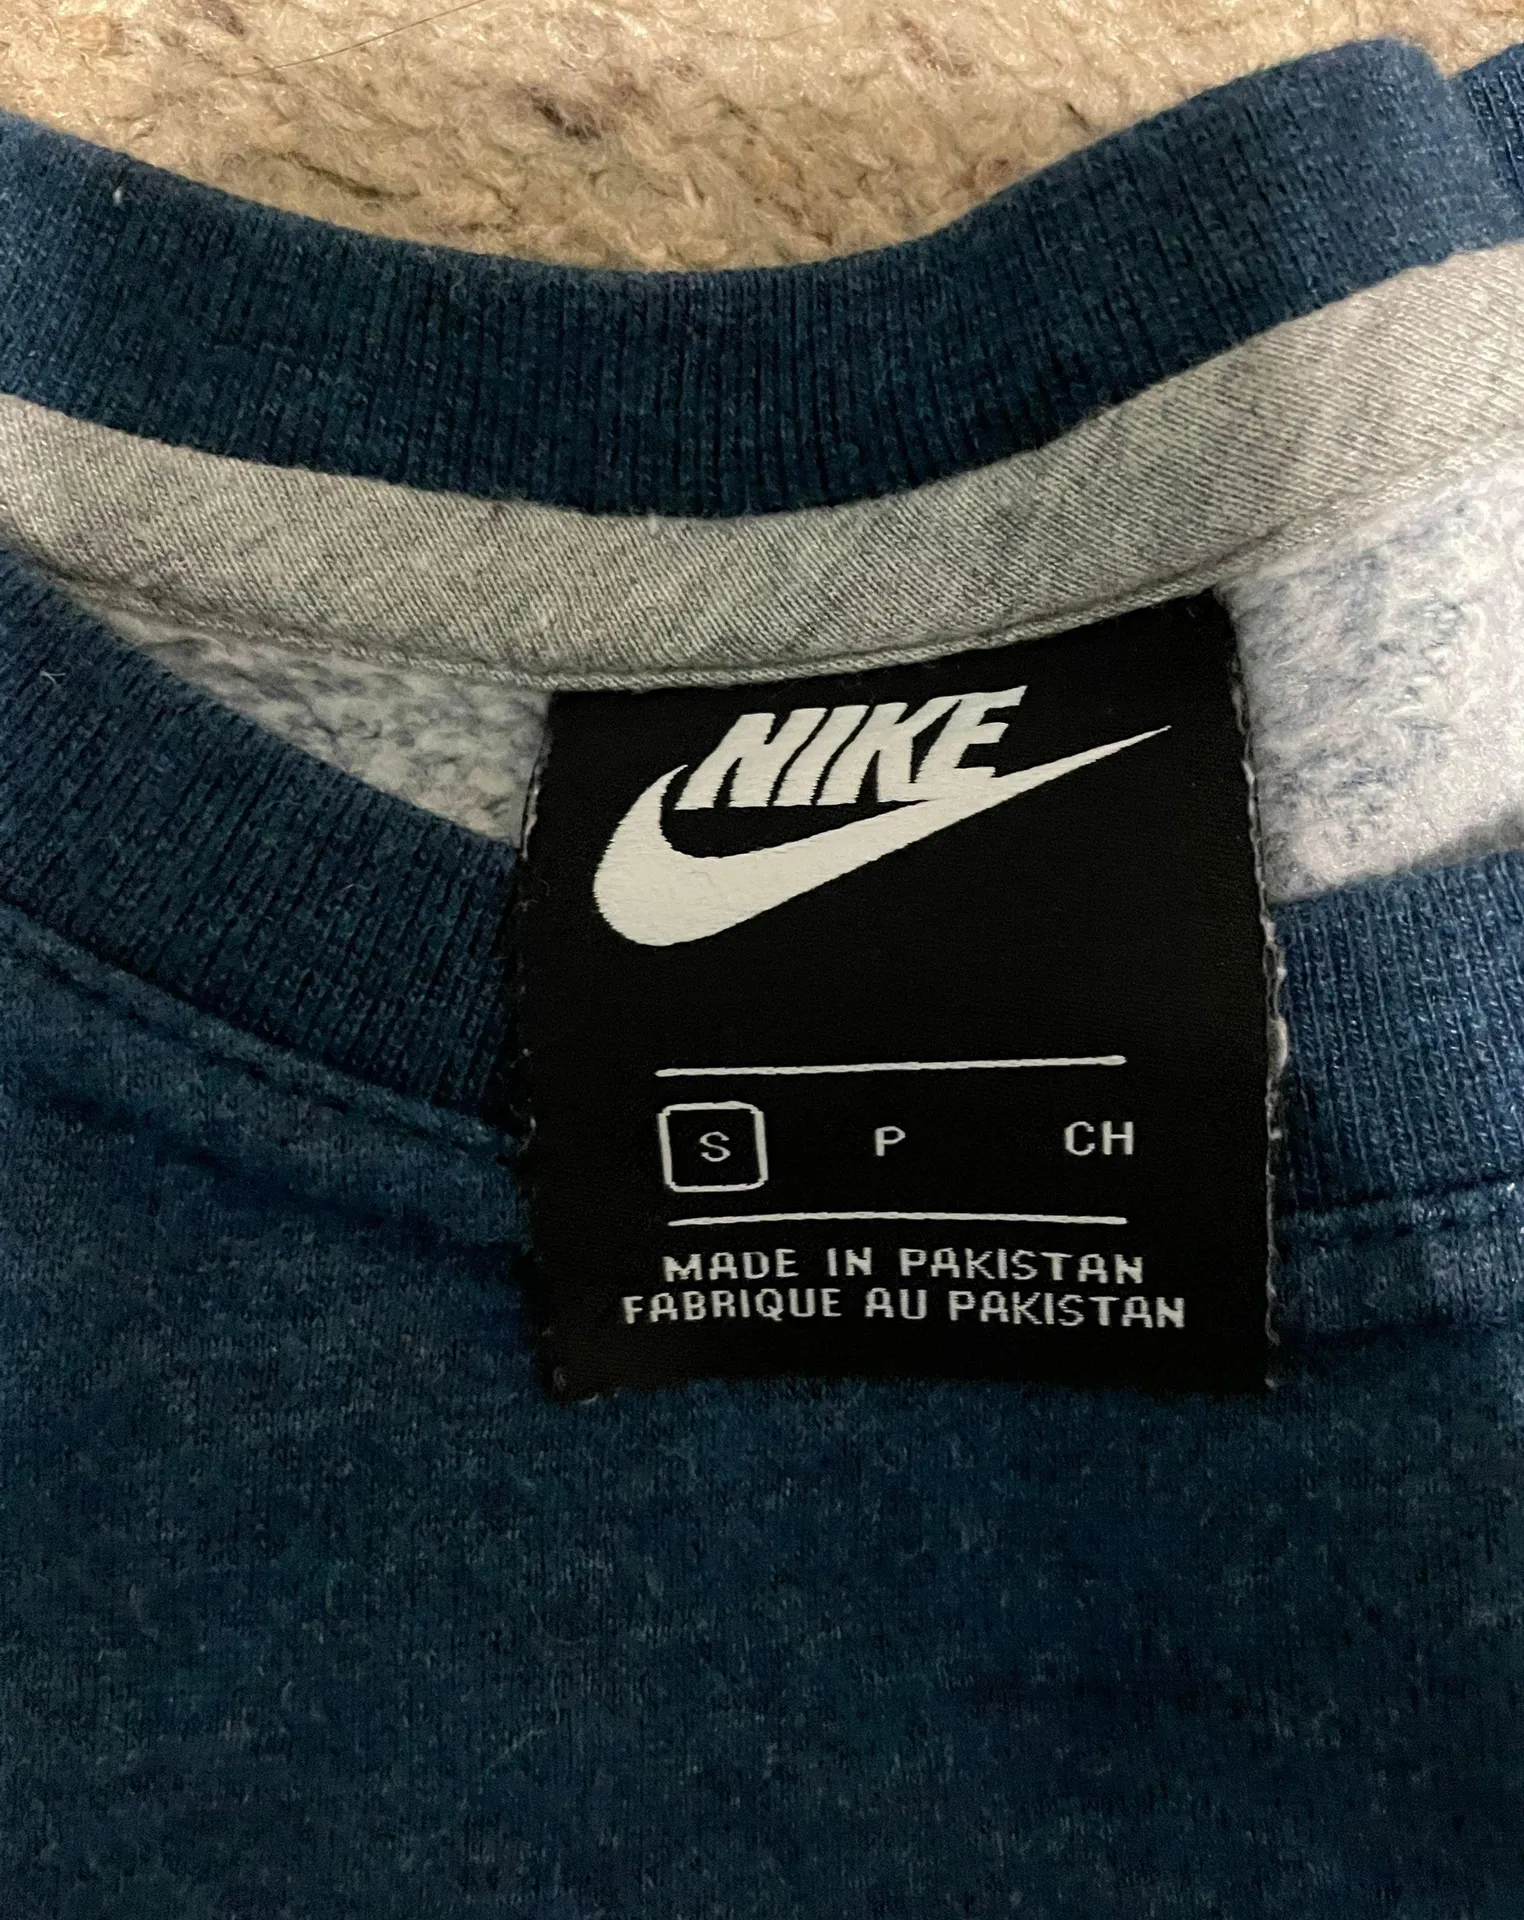 NIKE
S P CH
MADE IN PAKISTAN
FABRIQUE AU PAKISTAN